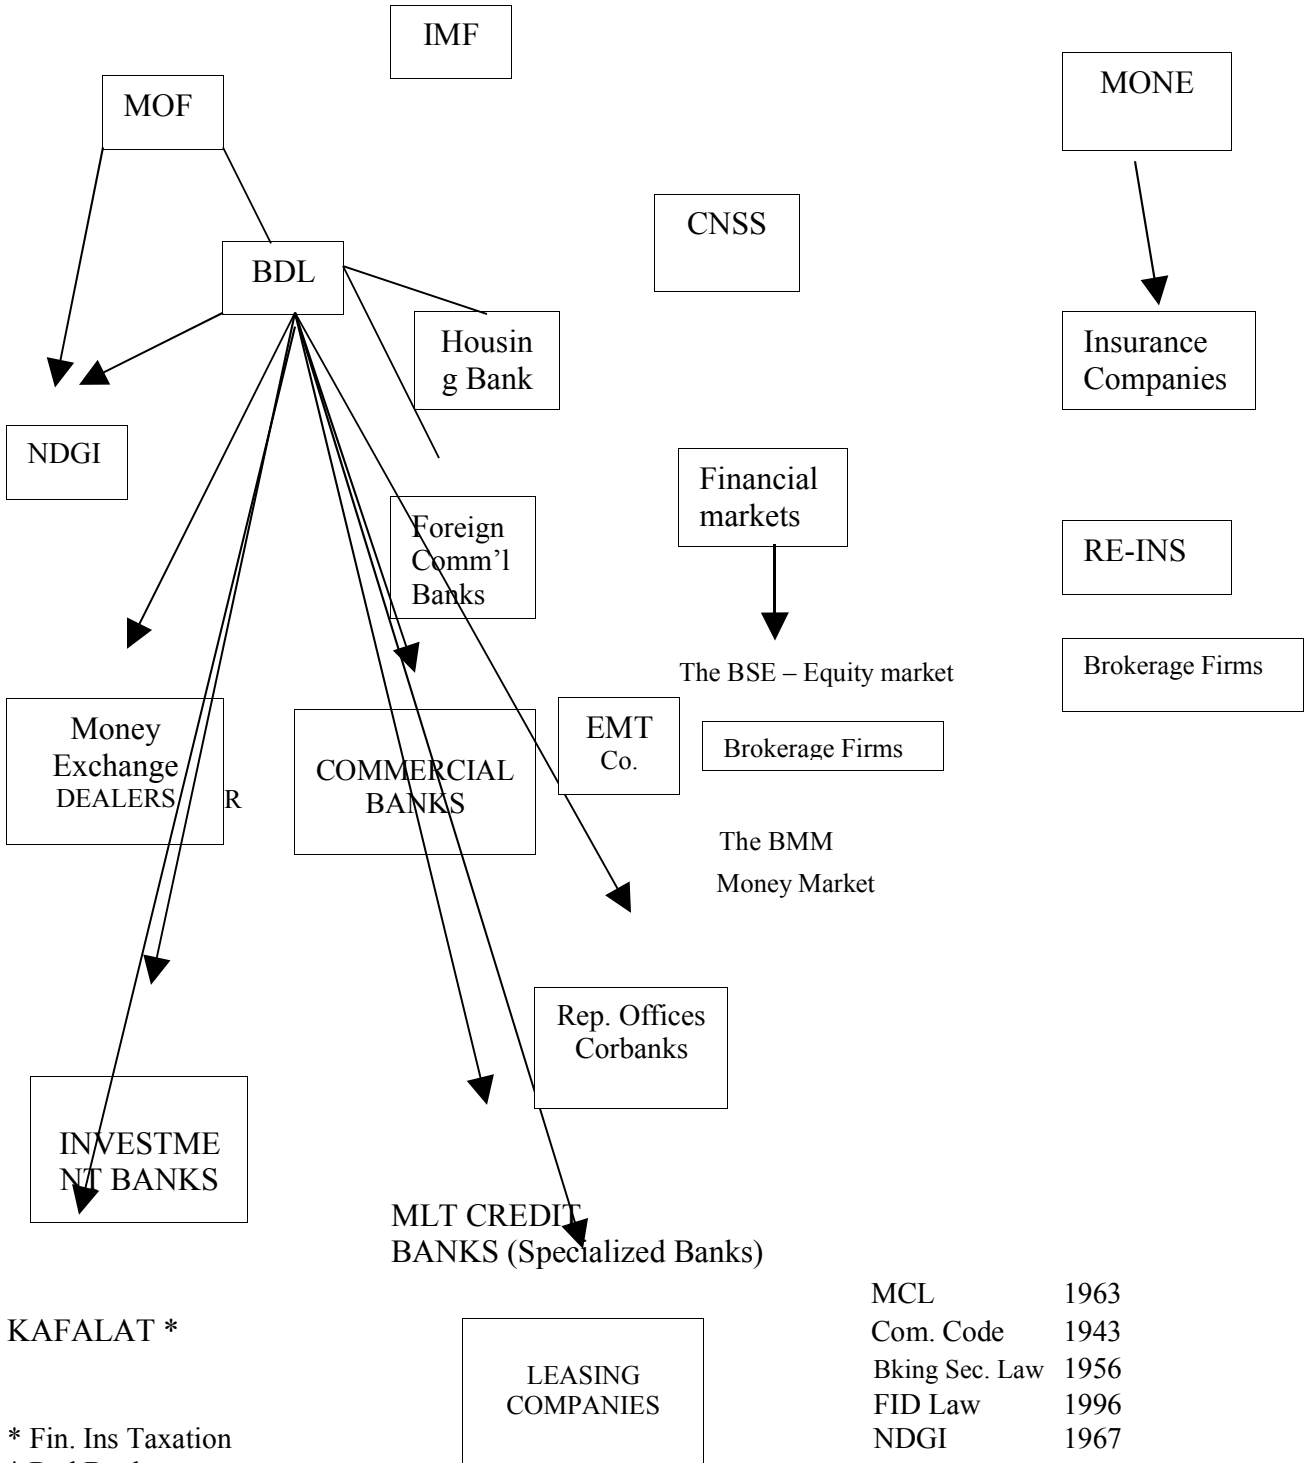 IMF
MOF
MONE
CNSS
BDL
Housin
g Bank
Insurance
Companies
NDGI
Financial
markets
Foreign
Comm'l
Banks
RE-INS
The BSE – Equity market
Brokerage Firms
Money
Exchange
DEALERS
R
COMMERCIAL
BANKS
EMT
Co.
Brokerage Firms
The BMM
Money Market
Rep. Offices
Corbanks
INVESTME
NT BANKS
MLT CREDIT
BANKS (Specialized Banks)
KAFALAT *
LEASING
COMPANIES
MCL 1963
Com. Code 1943
Bking Sec. Law 1956
FID Law 1996
NDGI 1967
* Fin. Ins Taxation